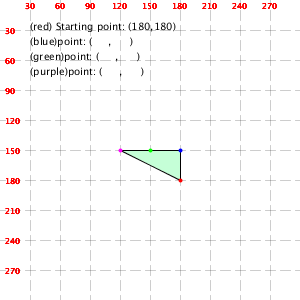 30 60 90 120 150 180 210 240 270
(red) Starting point: (180,180)
(blue)point: ( , )
(green)point: ( , )
(purple)point: ( , )
30
60
90
120
150
180
210
240
270